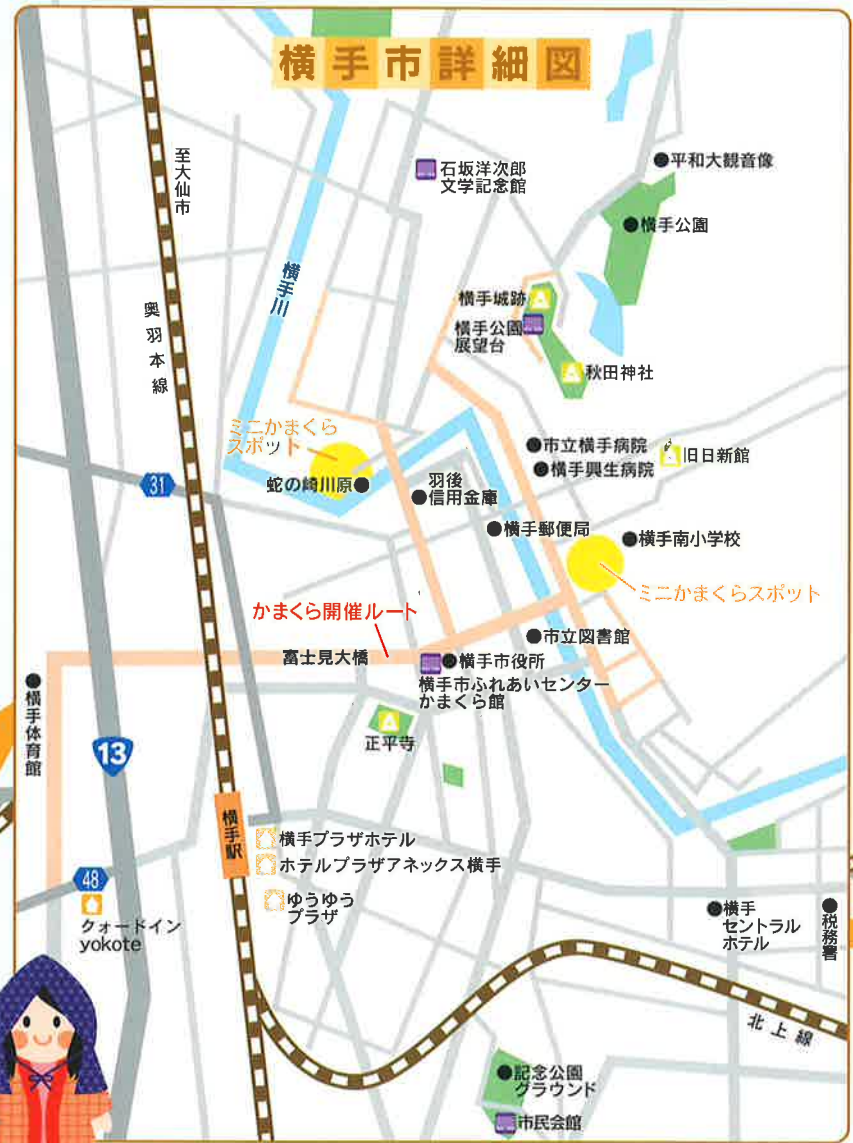 横手市詳細図
至大仙市
石坂洋次郎
文学記念館
平和大観音像
横手公園
横手川
横手城跡
横手公園
展望台
奥羽本線
秋田神社
ミニかまくら
スポット
市立横手病院
横手興生病院
旧日新館
31
蛇の崎川原
羽後
信用金庫
横手郵便局
横手南小学校
ミニかまくらスポット
かまくら開催ルート
市立図書館
富士見大橋
横手市役所
横手市ふれあいセンター
かまくら館
横手体育館
13
正平寺
横手駅
横手プラザホテル
ホテルプラザアネックス横手
48
ゆうゆう
プラザ
クォードイン
yokote
横手
セントラル
ホテル
税務署
北上線
記念公園
グラウンド
市民会館